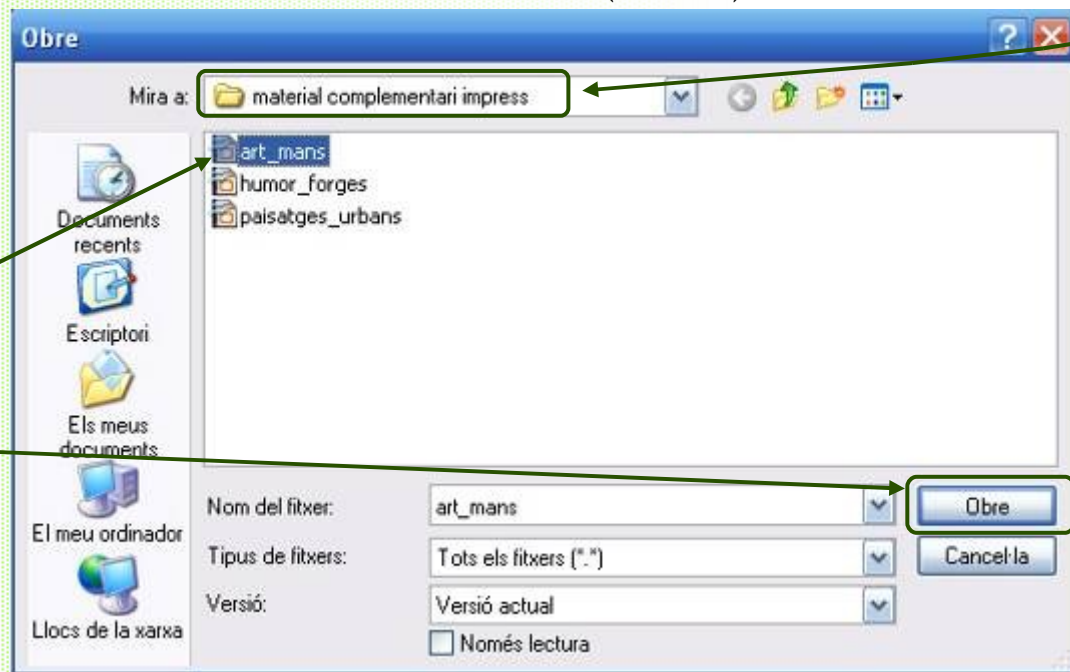 Obre
Mira a:
material complementari impress
art_mans
humor_forges
paisatges_urbans
Documents
recents
Escriptori
Els meus
documents
El meu ordinador
Llocs de la xarxa
Nom del fitxer:
art_mans
Obre
Tipus de fitxers:
Tots els fitxers (*.*)
Cancel·la
Versió:
Versió actual
Només lectura